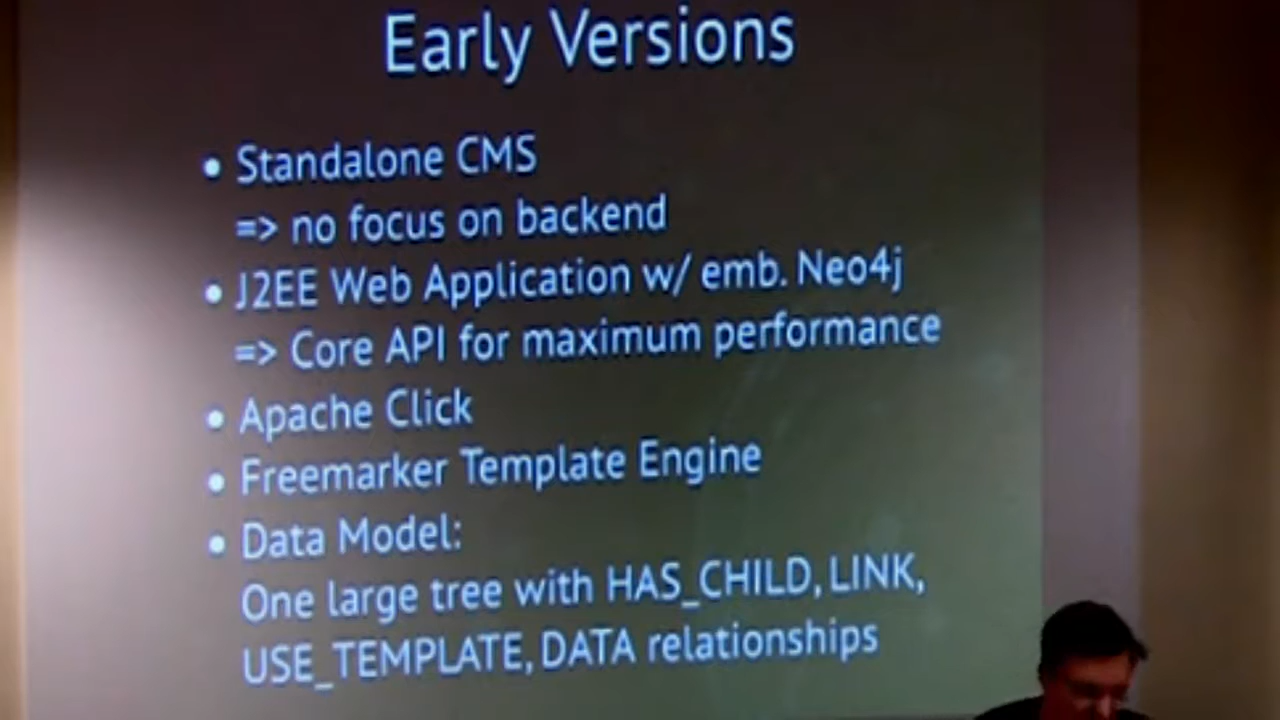 Early Versions
• Standalone CMS
=> no focus on backend
• J2EE Web Application w/ emb. Neo4j
=> Core API for maximum performance
• Apache Click
• Freemarker Template Engine
• Data Model:
One large tree with HAS_CHILD, LINK,
USE_TEMPLATE, DATA relationships